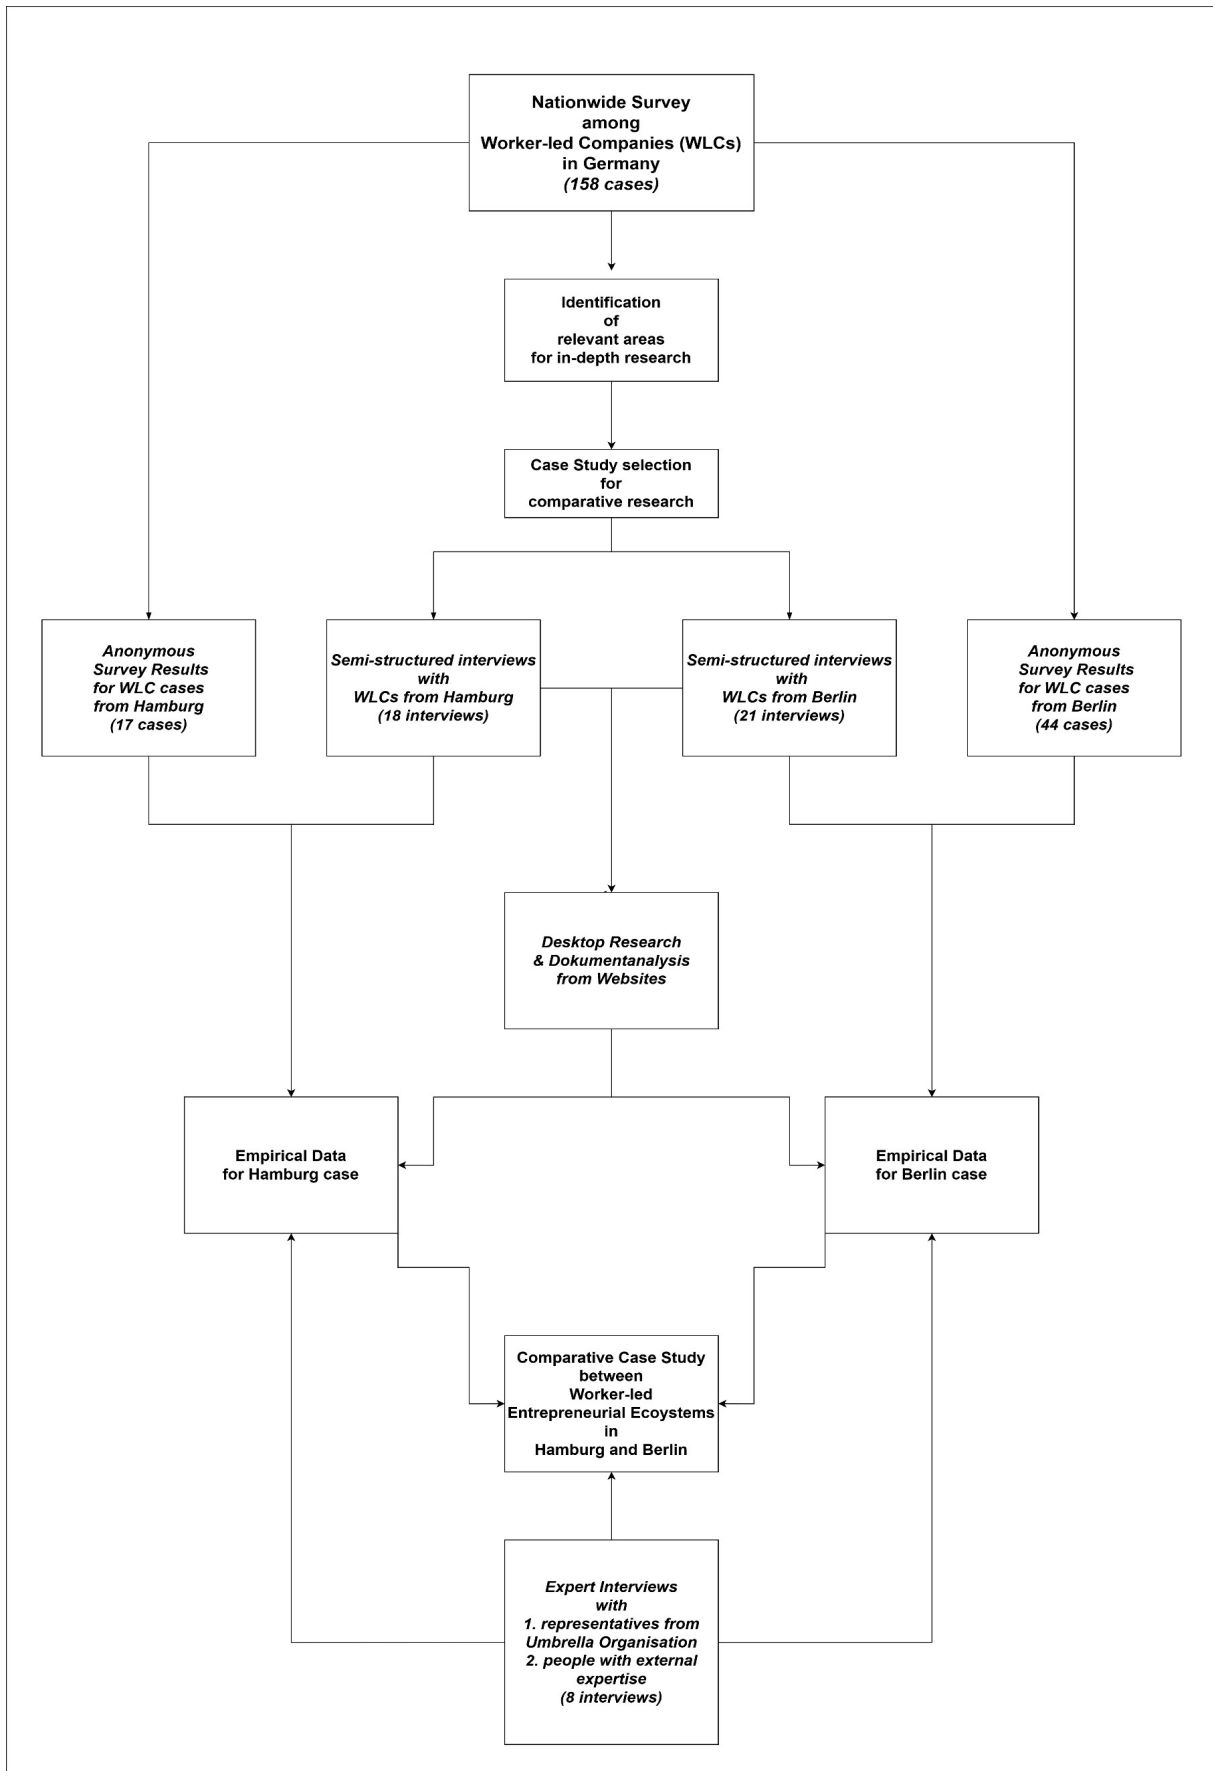 Nationwide Survey
among
Worker-led Companies (WLCs)
in Germany
(158 cases)
Identification
of
relevant areas
for in-depth research
Case Study selection
for
comparative research
Anonymous
Survey Results
for WLC cases
from Hamburg
(17 cases)
Semi-structured interviews
with
WLCs from Hamburg
(18 interviews)
Semi-structured interviews
with
WLCs from Berlin
(21 interviews)
Anonymous
Survey Results
for WLC cases
from Berlin
(44 cases)
Desktop Research
& Dokumentanalysis
from Websites
Empirical Data
for Hamburg case
Empirical Data
for Berlin case
Comparative Case Study
between
Worker-led
Entrepreneurial Ecoystems
in
Hamburg and Berlin
Expert Interviews
with
1. representatives from
Umbrella Organisation
2. people with external
expertise
(8 interviews)